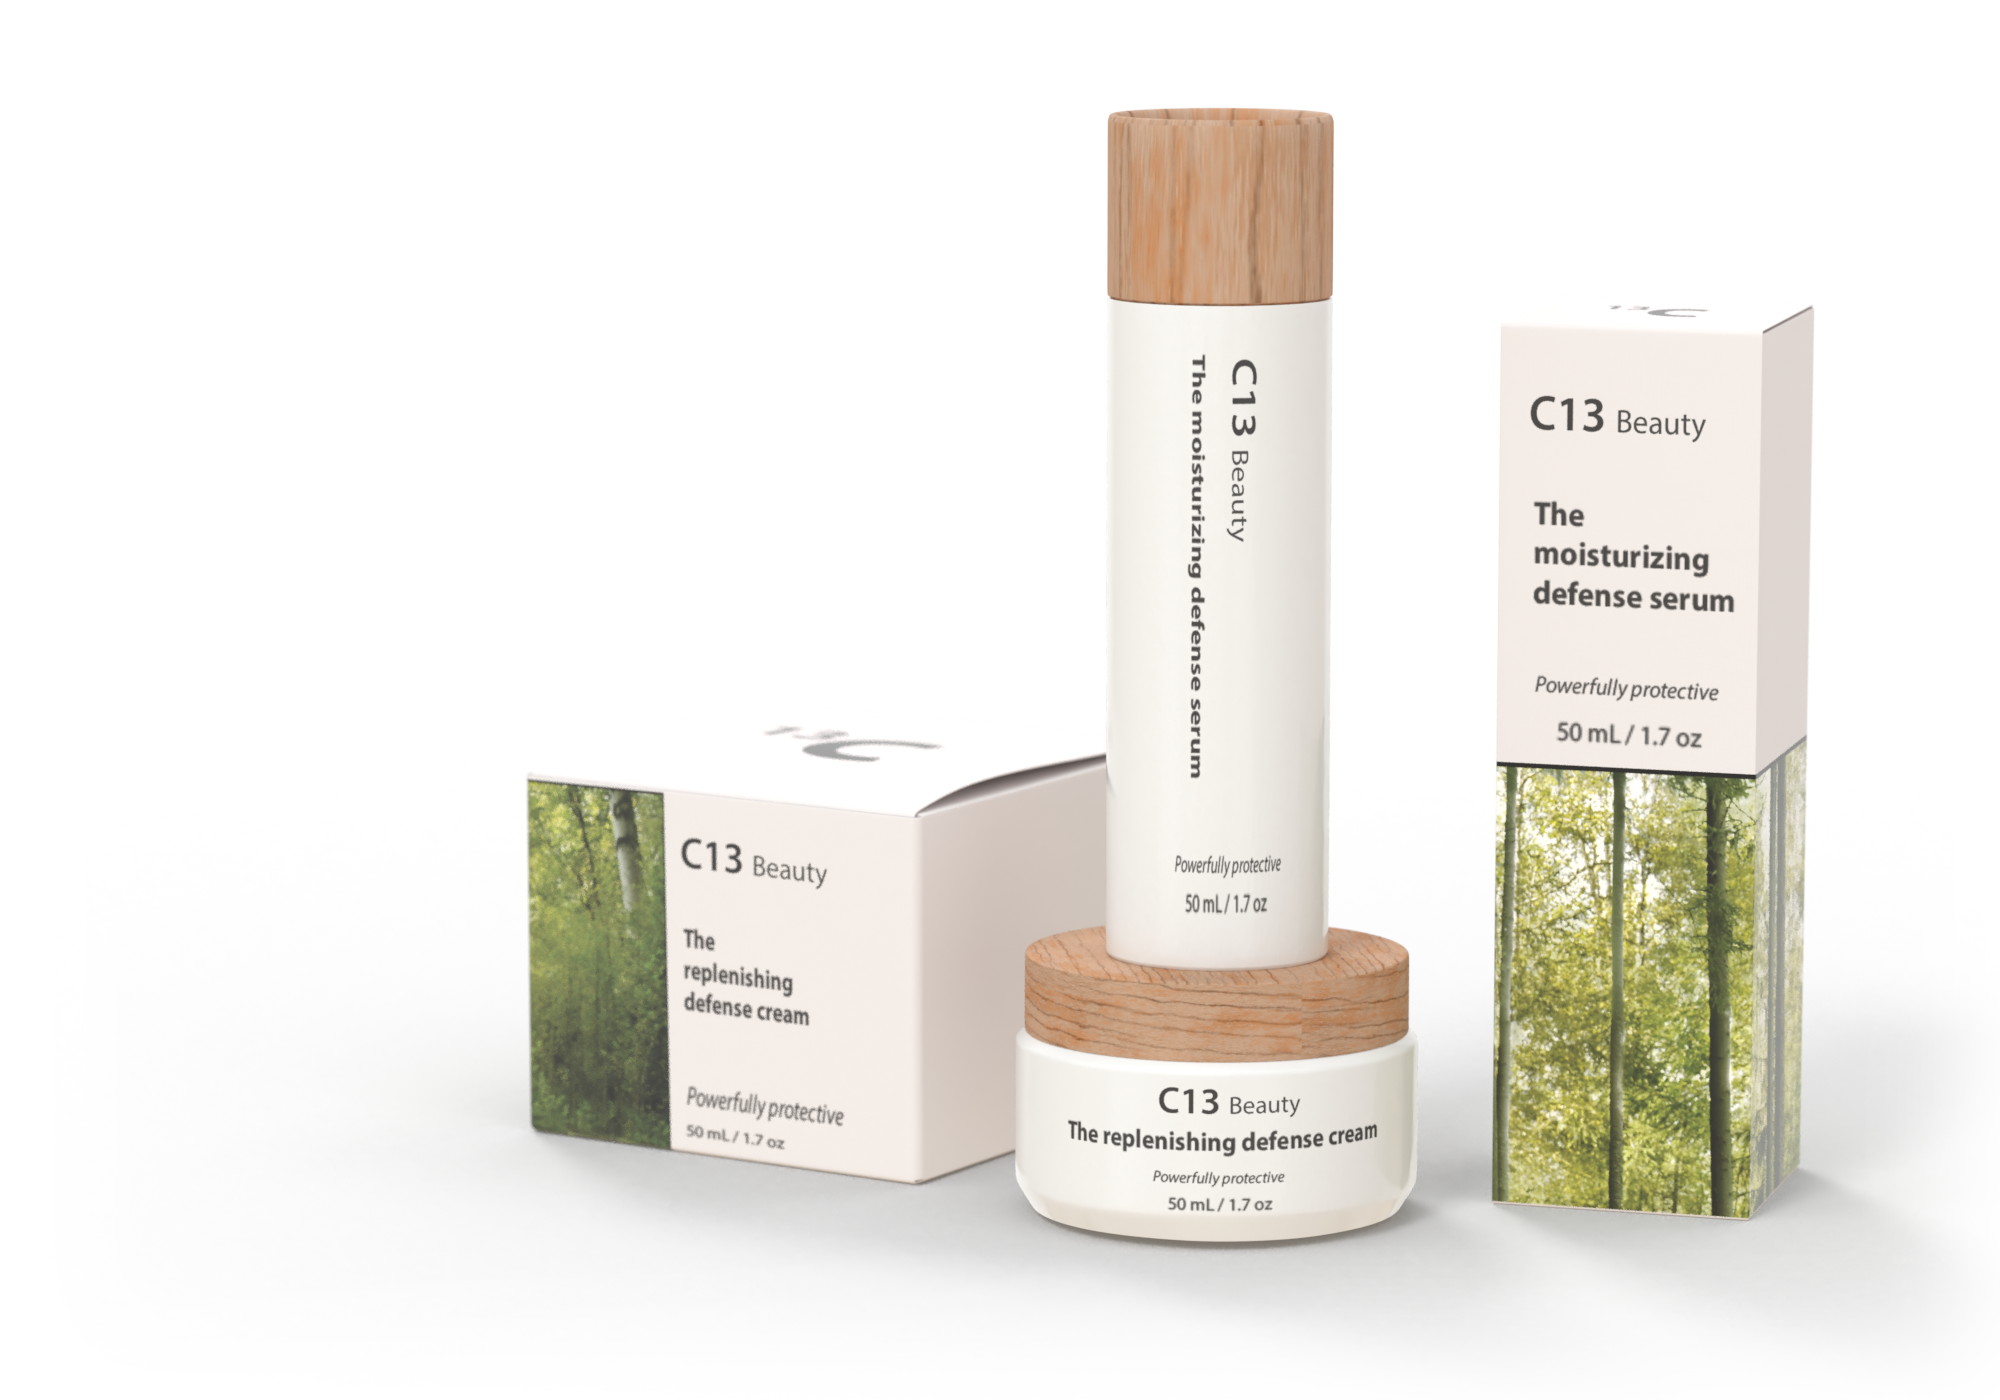 13C
C13 Beauty
The
replenishing
defense cream
Powerfully protective
50 mL / 1.7 oz
C13 Beauty
The moisturizing defense serum
Powerfully protective
50 mL / 1.7 oz
C13 Beauty
The replenishing defense cream
Powerfully protective
50 mL / 1.7 oz
13C
C13 Beauty
The
moisturizing
defense serum
Powerfully protective
50 mL / 1.7 oz